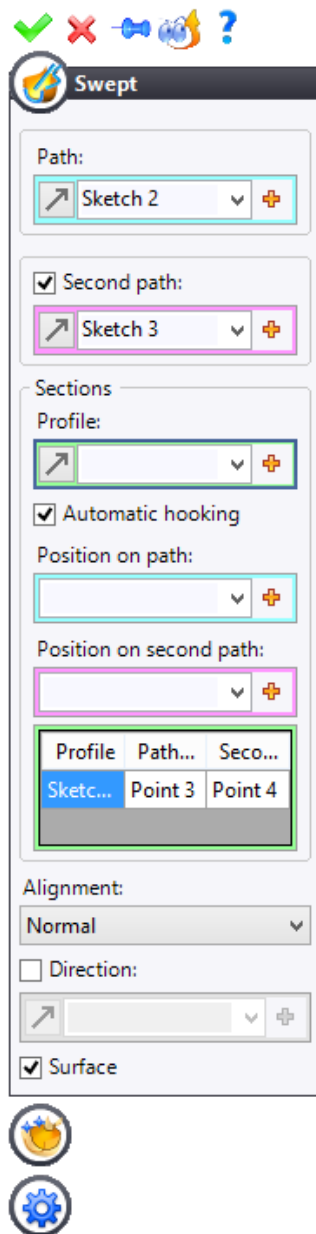 ?
Swept
Path:
Sketch 2
Second path:
Sketch 3
Sections
Profile:
Automatic hooking
Position on path:
Position on second path:
Profile Path... Seco...
Sketc... Point 3 Point 4
Alignment:
Normal
Direction:
Surface